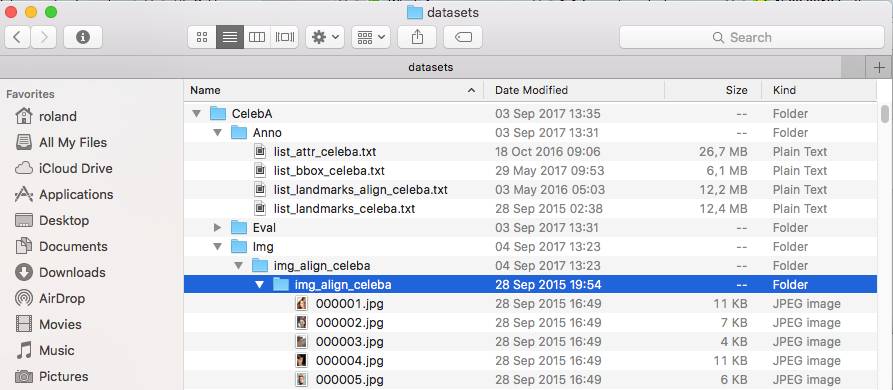 datasets
Search
datasets
Favorites
roland
All My Files
iCloud Drive
Applications
Desktop
Documents
Downloads
AirDrop
Movies
Music
Pictures
Name Date Modified Size Kind
CelebA 03 Sep 2017 13:35 -- Folder
Anno 03 Sep 2017 13:31 -- Folder
list_attr_celeba.txt 18 Oct 2016 09:06 26,7 MB Plain Text
list_bbox_celeba.txt 29 May 2017 09:53 6,1 MB Plain Text
list_landmarks_align_celeba.txt 03 May 2016 05:03 12,2 MB Plain Text
list_landmarks_celeba.txt 28 Sep 2015 02:38 12,4 MB Plain Text
Eval 03 Sep 2017 13:31 -- Folder
Img 04 Sep 2017 13:23 -- Folder
img_align_celeba 04 Sep 2017 13:23 -- Folder
img_align_celeba 28 Sep 2015 19:54 -- Folder
000001.jpg 28 Sep 2015 16:49 11 KB JPEG image
000002.jpg 28 Sep 2015 16:49 7 KB JPEG image
000003.jpg 28 Sep 2015 16:49 4 KB JPEG image
000004.jpg 28 Sep 2015 16:49 11 KB JPEG image
000005.jpg 28 Sep 2015 16:49 6 KB JPEG image